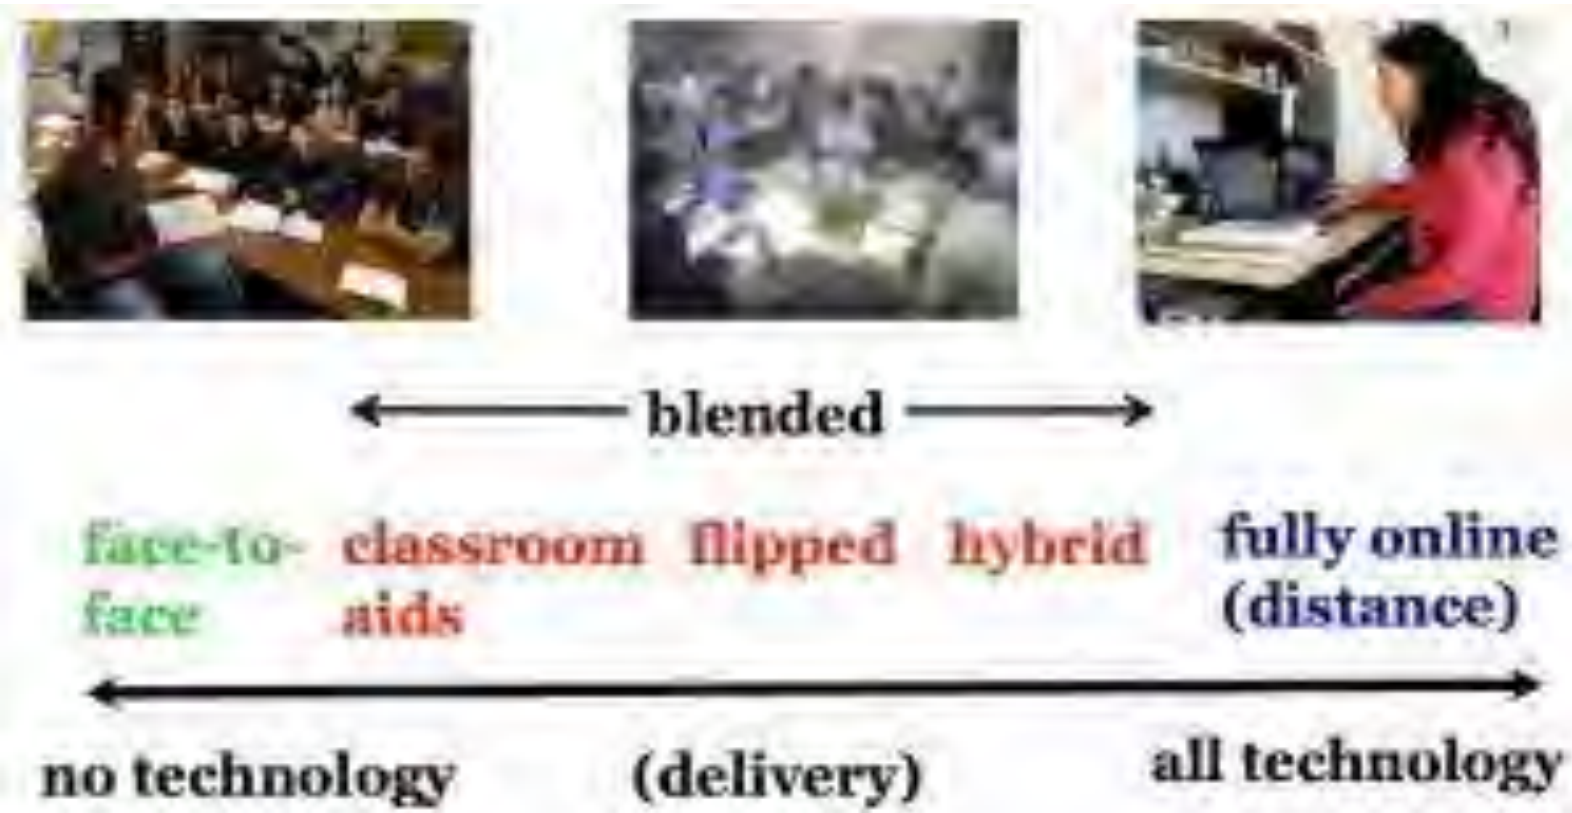 blended
face-to- classroom flipped hybrid fully online
face aids (distance)
no technology (delivery) all technology